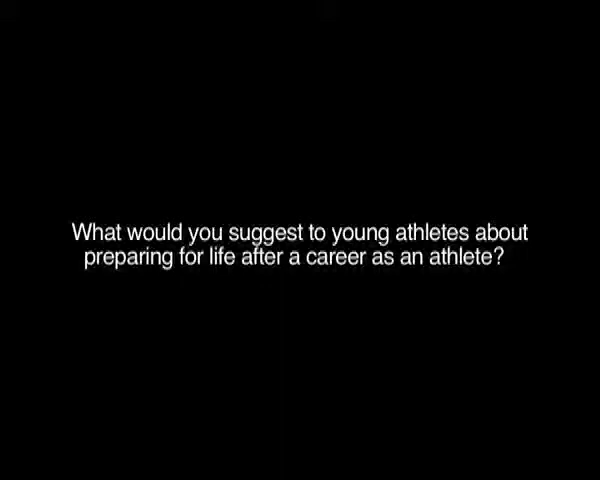 What would you suggest to young athletes about
preparing for life after a career as an athlete?